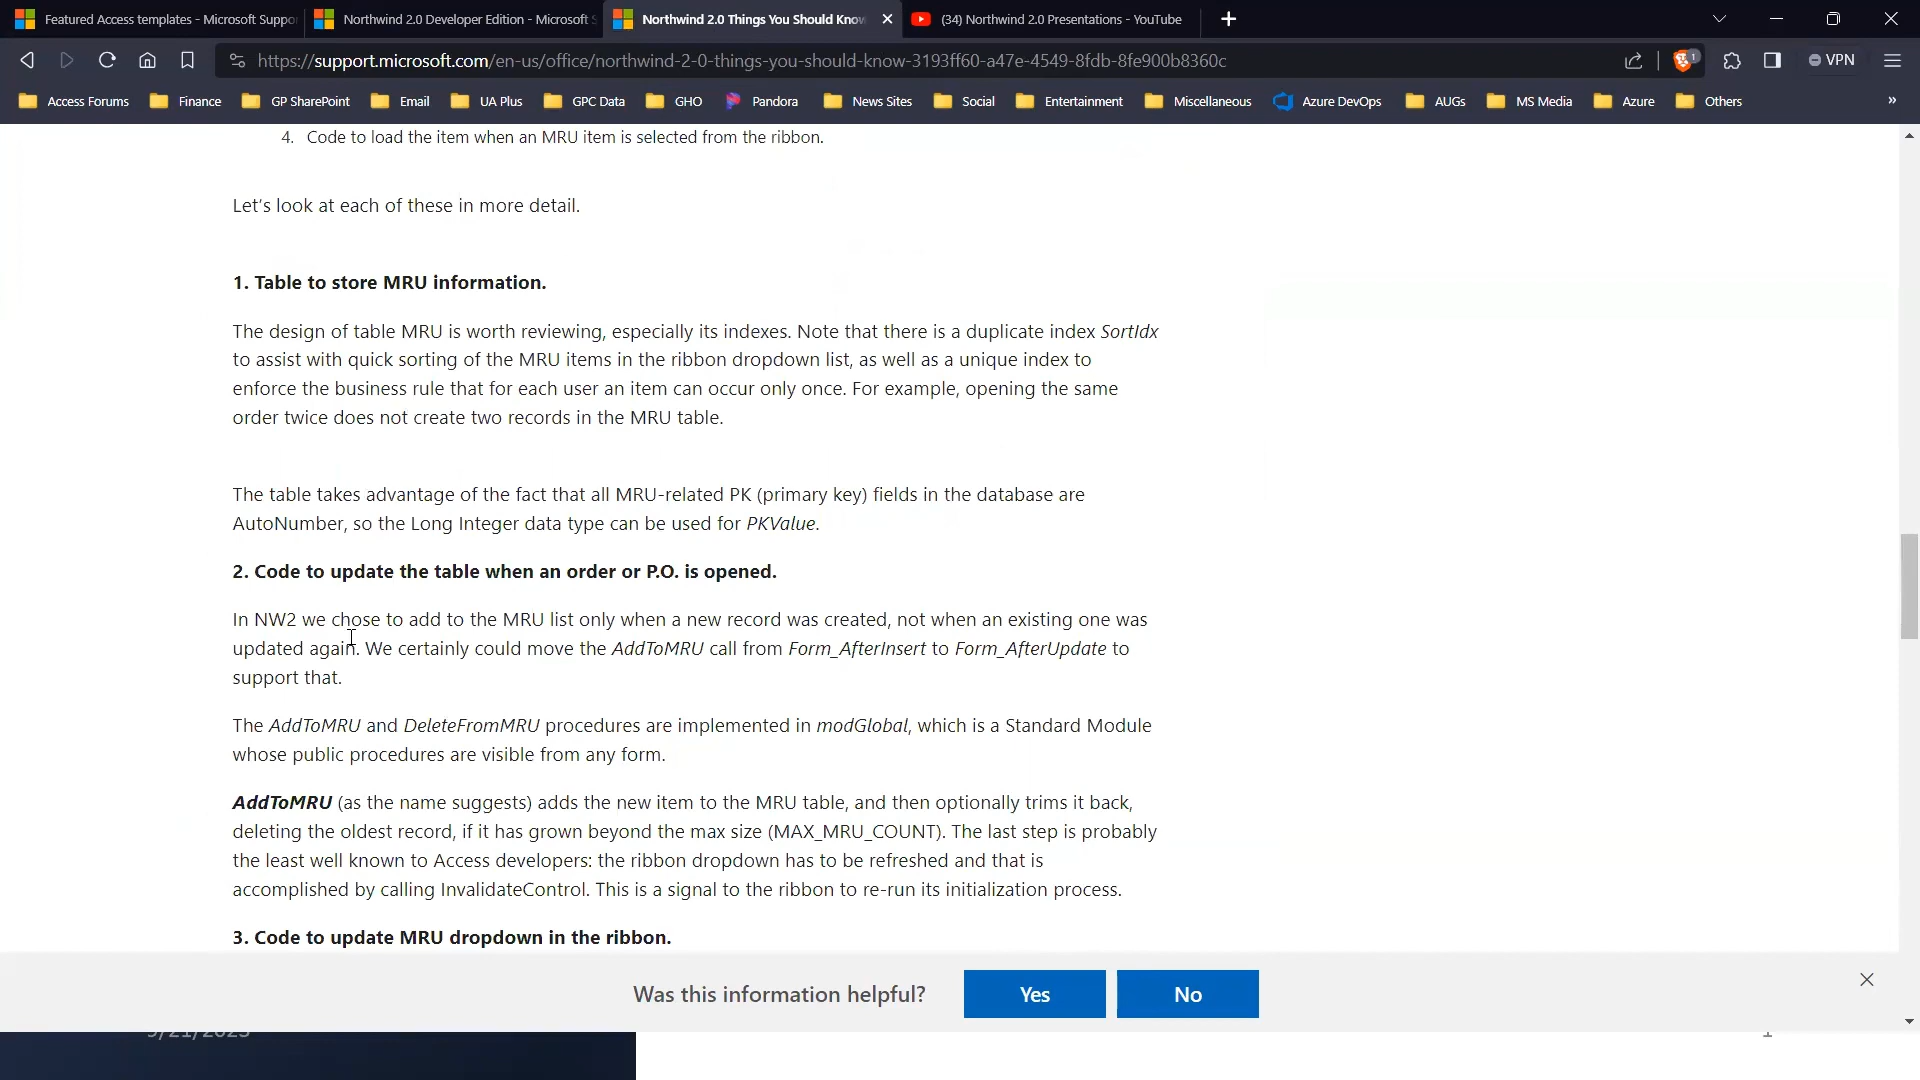 Featured Access templates - Microsoft Suppo
Northwind 2.0 Developer Edition - Microsoft S
Northwind 2.0 Things You Should Know
(34) Northwind 2.0 Presentations - YouTube
https://support.microsoft.com/en-us/office/northwind-2-0-things-you-should-know-3193ff60-a47e-4549-8fdb-8fe900b8360c
1
VPN
Access Forums
Finance
GP SharePoint
Email
UA Plus
GPC Data
GHO
Pandora
News Sites
Social
Entertainment
Miscellaneous
Azure DevOps
AUGs
MS Media
Azure
Others
»
4. Code to load the item when an MRU item is selected from the ribbon.
Let's look at each of these in more detail.
1. Table to store MRU information.
The design of table MRU is worth reviewing, especially its indexes. Note that there is a duplicate index SortIdx
to assist with quick sorting of the MRU items in the ribbon dropdown list, as well as a unique index to
enforce the business rule that for each user an item can occur only once. For example, opening the same
order twice does not create two records in the MRU table.
The table takes advantage of the fact that all MRU-related PK (primary key) fields in the database are
AutoNumber, so the Long Integer data type can be used for PKValue.
2. Code to update the table when an order or P.O. is opened.
In NW2 we chose to add to the MRU list only when a new record was created, not when an existing one was
updated again. We certainly could move the AddToMRU call from Form_AfterInsert to Form_AfterUpdate to
support that.
The AddToMRU and DeleteFromMRU procedures are implemented in modGlobal, which is a Standard Module
whose public procedures are visible from any form.
AddToMRU (as the name suggests) adds the new item to the MRU table, and then optionally trims it back,
deleting the oldest record, if it has grown beyond the max size (MAX_MRU_COUNT). The last step is probably
the least well known to Access developers: the ribbon dropdown has to be refreshed and that is
accomplished by calling InvalidateControl. This is a signal to the ribbon to re-run its initialization process.
3. Code to update MRU dropdown in the ribbon.
Was this information helpful?
Yes
No
9/21/2023
1